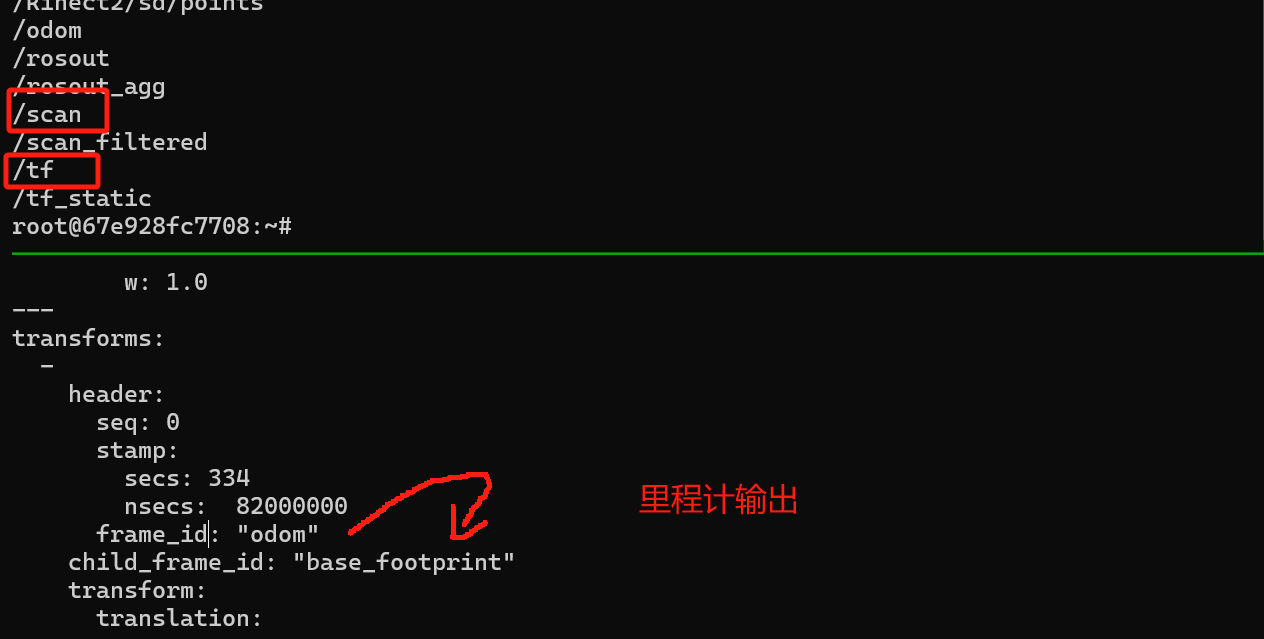 /kinect2/sd/points
/odom
/rosout
/rosout_agg
/scan
/scan_filtered
/tf
/tf_static
root@67e928fc7708:~#
w: 1.0
---
transforms:
-
header:
seq: 0
stamp:
secs: 334
nsecs:  82000000
frame_id: "odom"
里程计输出
child_frame_id: "base_footprint"
transform:
translation: